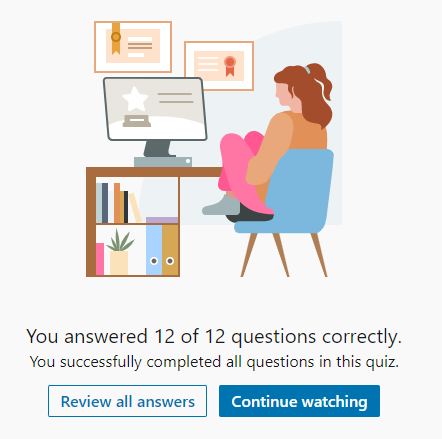 You answered 12 of 12 questions correctly.
You successfully completed all questions in this quiz.
Review all answers
Continue watching